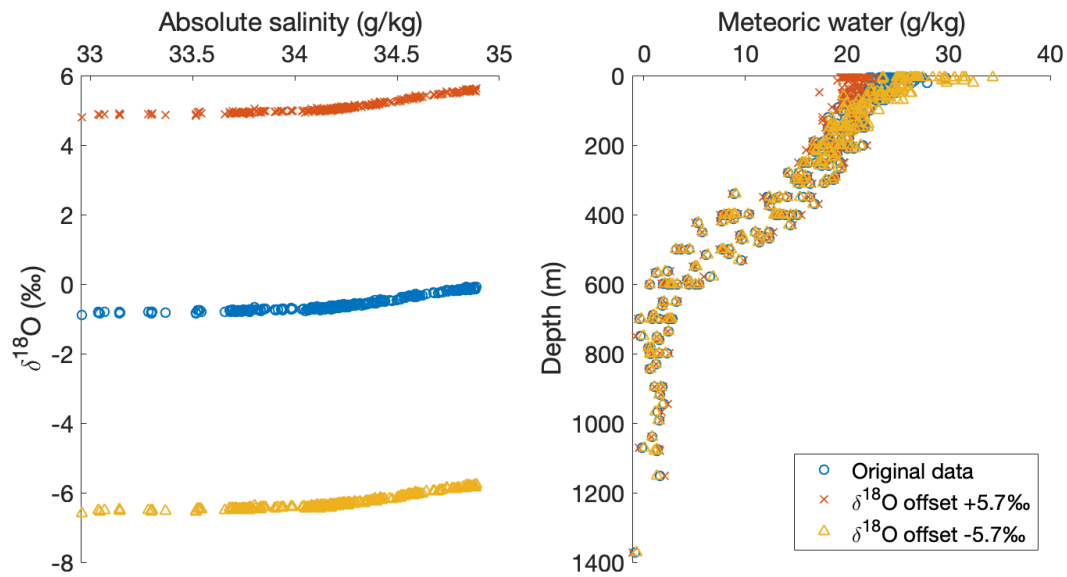 Absolute salinity (g/kg)
33 33.5 34 34.5 35
6
4
2
0
-2
-4
-6
-8
δ18O (‰)
Meteoric water (g/kg)
0 10 20 30 40
0
200
400
600
800
1000
1200
1400
Depth (m)
Original data
δ18O offset +5.7‰
δ18O offset -5.7‰